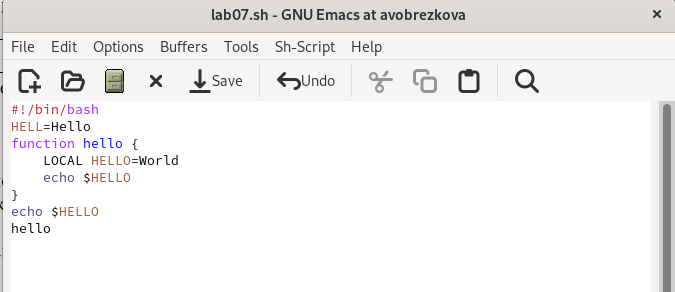 lab07.sh - GNU Emacs at avobrezkova
File Edit Options Buffers Tools Sh-Script Help
Save Undo
#!/bin/bash
HELL=Hello
function hello {
    LOCAL HELLO=World
    echo $HELLO
}
echo $HELLO
hello